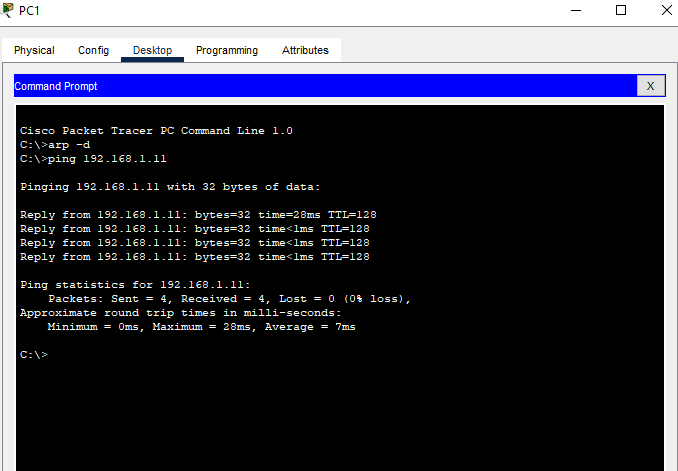 PC1
Physical Config Desktop Programming Attributes
Command Prompt X
Cisco Packet Tracer PC Command Line 1.0
C:\>arp -d
C:\>ping 192.168.1.11
Pinging 192.168.1.11 with 32 bytes of data:
Reply from 192.168.1.11: bytes=32 time=28ms TTL=128
Reply from 192.168.1.11: bytes=32 time<1ms TTL=128
Reply from 192.168.1.11: bytes=32 time<1ms TTL=128
Reply from 192.168.1.11: bytes=32 time<1ms TTL=128
Ping statistics for 192.168.1.11:
Packets: Sent = 4, Received = 4, Lost = 0 (0% loss),
Approximate round trip times in milli-seconds:
Minimum = 0ms, Maximum = 28ms, Average = 7ms
C:\>